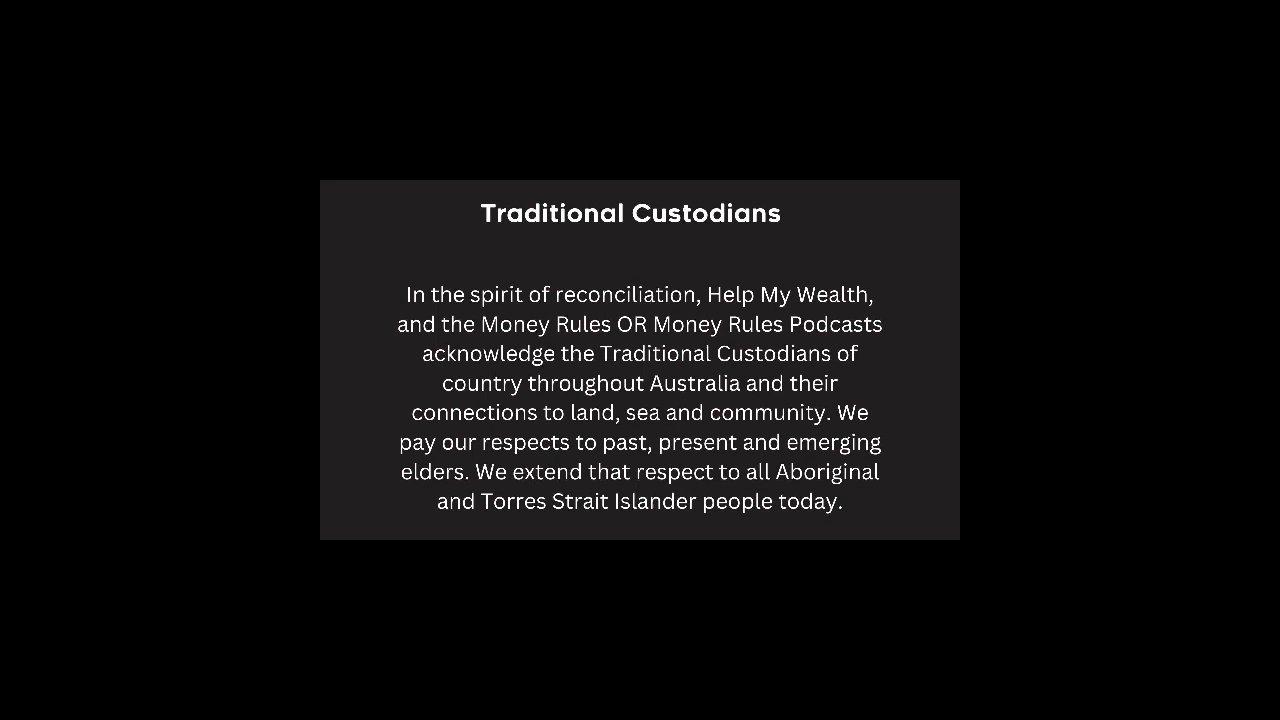 Traditional Custodians
In the spirit of reconciliation, Help My Wealth,
and the Money Rules OR Money Rules Podcasts
acknowledge the Traditional Custodians of
country throughout Australia and their
connections to land, sea and community. We
pay our respects to past, present and emerging
elders. We extend that respect to all Aboriginal
and Torres Strait Islander people today.